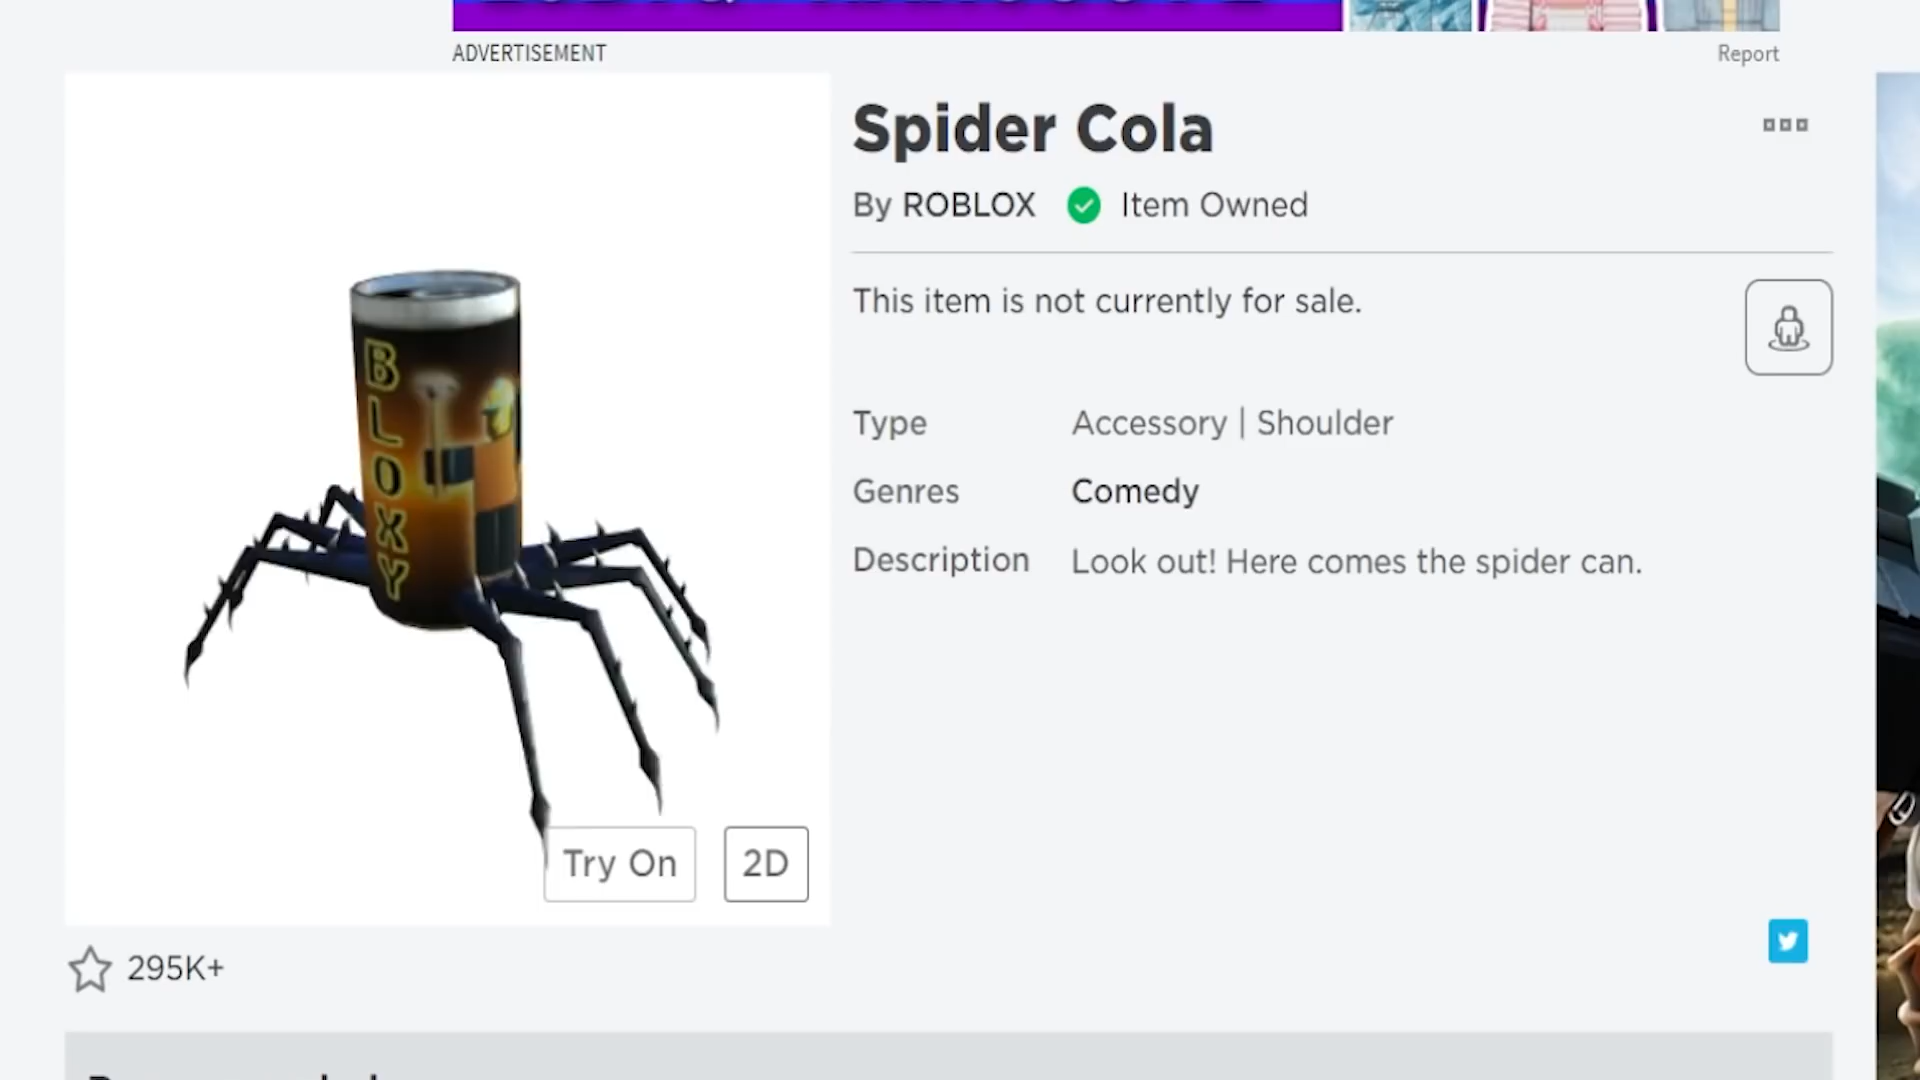 ADVERTISEMENT
Report
Spider Cola
By ROBLOX Item Owned
This item is not currently for sale.
Type Accessory | Shoulder
Genres Comedy
Description Look out! Here comes the spider can.
BLOXY
Try On
2D
295K+